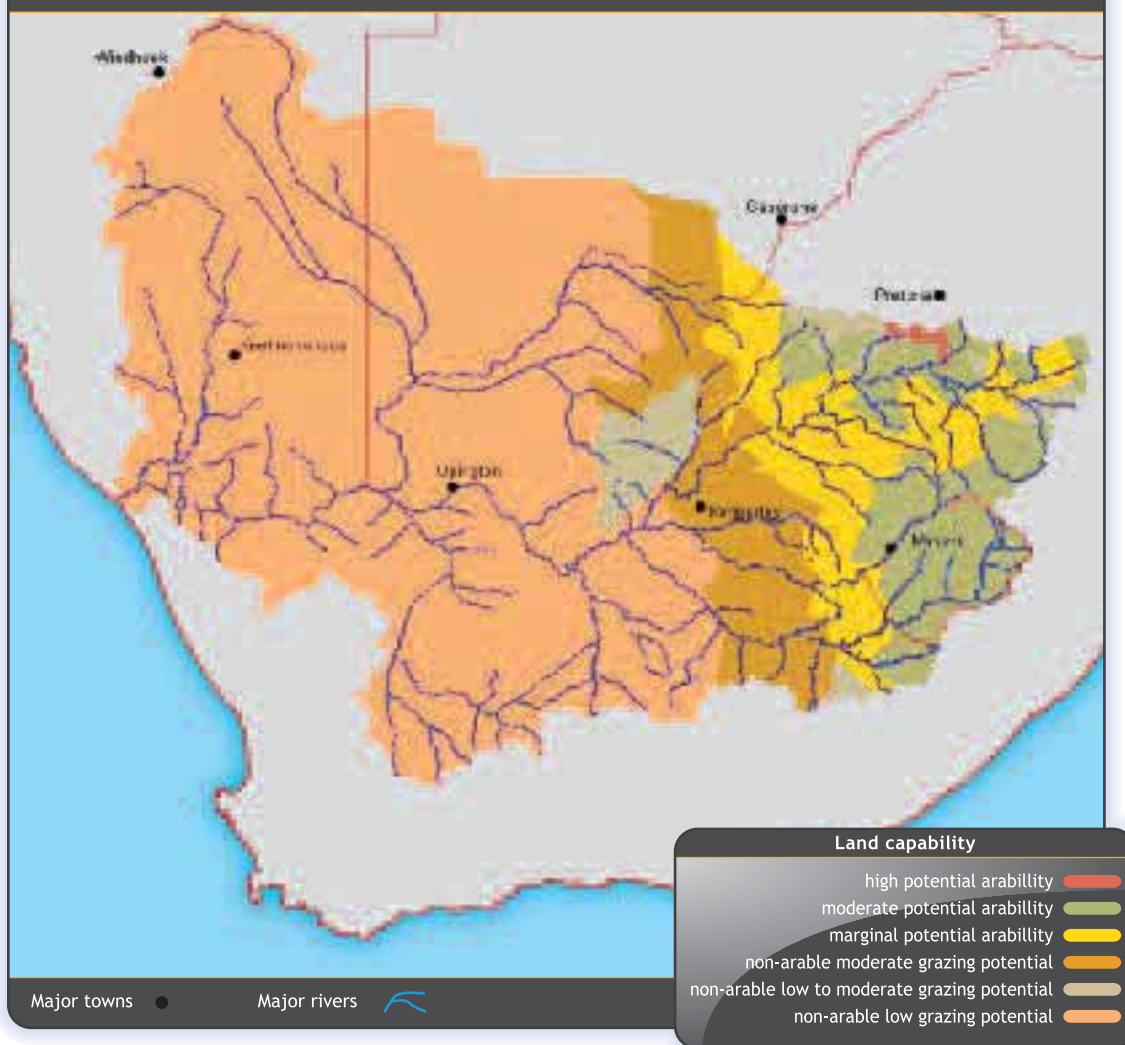 Windhoek
Gaborone
Pretoria
Upington
Kimberley
Maseru
Land capability
high potential arabillity
moderate potential arabillity
marginal potential arabillity
non-arable moderate grazing potential
non-arable low to moderate grazing potential
non-arable low grazing potential
Major towns
Major rivers